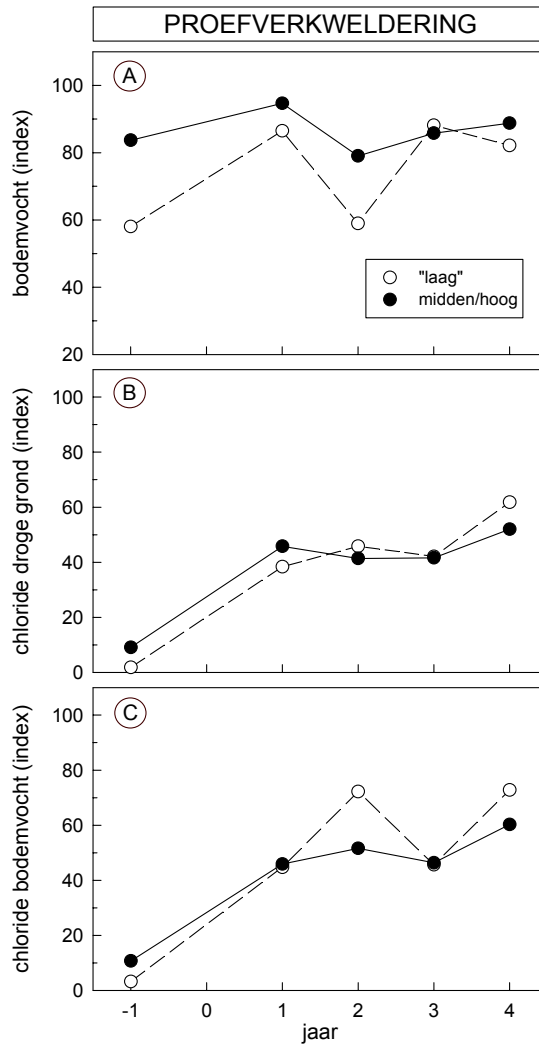 PROEFVERKWELDERING
A
bodemvocht (index)
100
80
60
40
20
"laag"
midden/hoog
B
chloride droge grond (index)
100
80
60
40
20
0
C
chloride bodemvocht (index)
100
80
60
40
20
0
-1 0 1 2 3 4
jaar